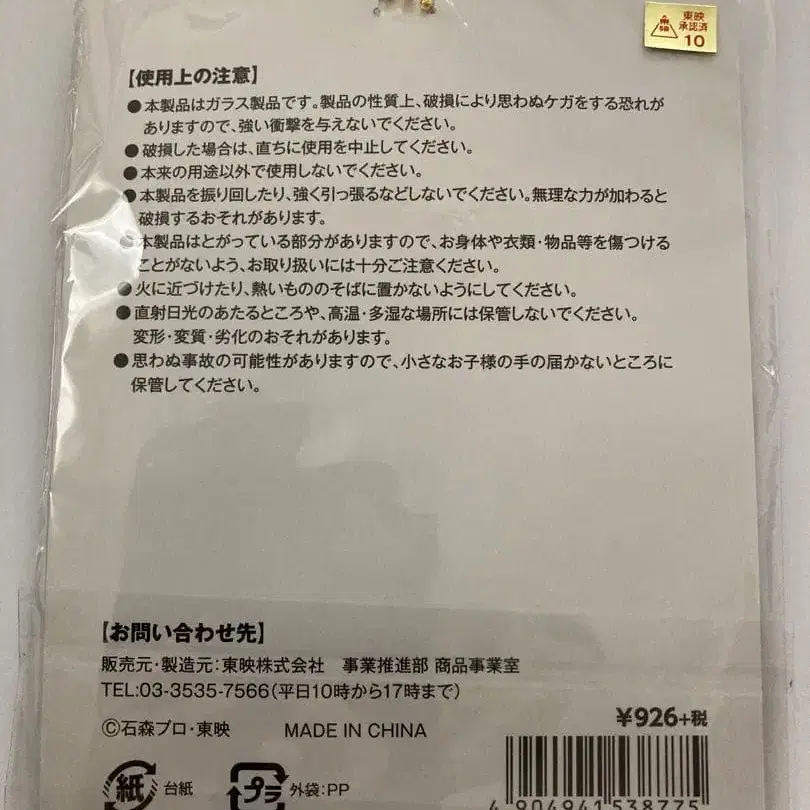 東映
承認済
10
【使用上の注意】
●本製品はガラス製品です。製品の性質上、破損により思わぬケガをする恐れが
ありますので、強い衝撃を与えないでください。
●破損した場合は、直ちに使用を中止してください。
●本来の用途以外で使用しないでください。
●本製品を振り回したり、強く引っ張るなどしないでください。無理な力が加わると
破損するおそれがあります。
●本製品はとがっている部分がありますので、お身体や衣類・物品等を傷つける
ことがないよう、お取り扱いには十分ご注意ください。
●火に近づけたり、熱いもののそばに置かないようにしてください。
●直射日光のあたるところや、高温・多湿な場所には保管しないでください。
変形・変質・劣化のおそれがあります。
●思わぬ事故の可能性がありますので、小さなお子様の手の届かないところに
保管してください。
【お問い合わせ先】
販売元・製造元:東映株式会社 事業推進部 商品事業室
TEL:03-3535-7566(平日10時から17時まで)
©石森プロ・東映 MADE IN CHINA
¥926+税
紙 台紙 プラ 外袋:PP
4 904941 538775